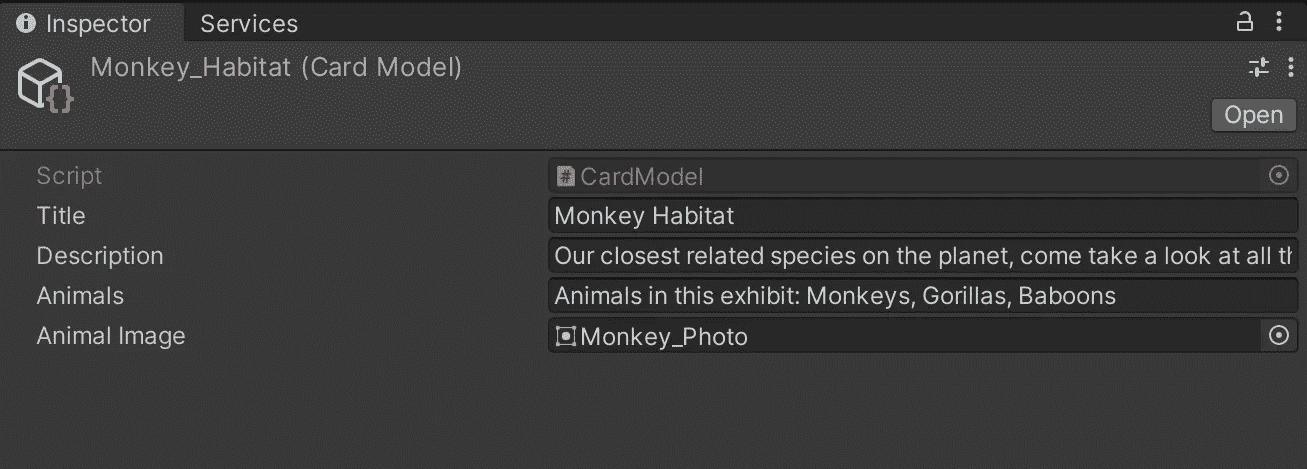 Inspector Services
Monkey_Habitat (Card Model)
Open
Script CardModel
Title Monkey Habitat
Description Our closest related species on the planet, come take a look at all
Animals Animals in this exhibit: Monkeys, Gorillas, Baboons
Animal Image Monkey_Photo